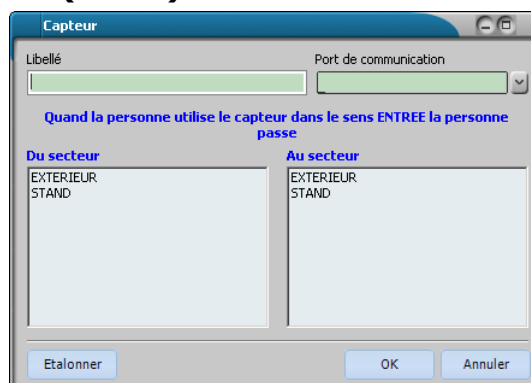 Capteur
Libellé
Port de communication
Quand la personne utilise le capteur dans le sens ENTREE la personne
passe
Du secteur
Au secteur
EXTERIEUR
STAND
EXTERIEUR
STAND
Etalonner
OK
Annuler